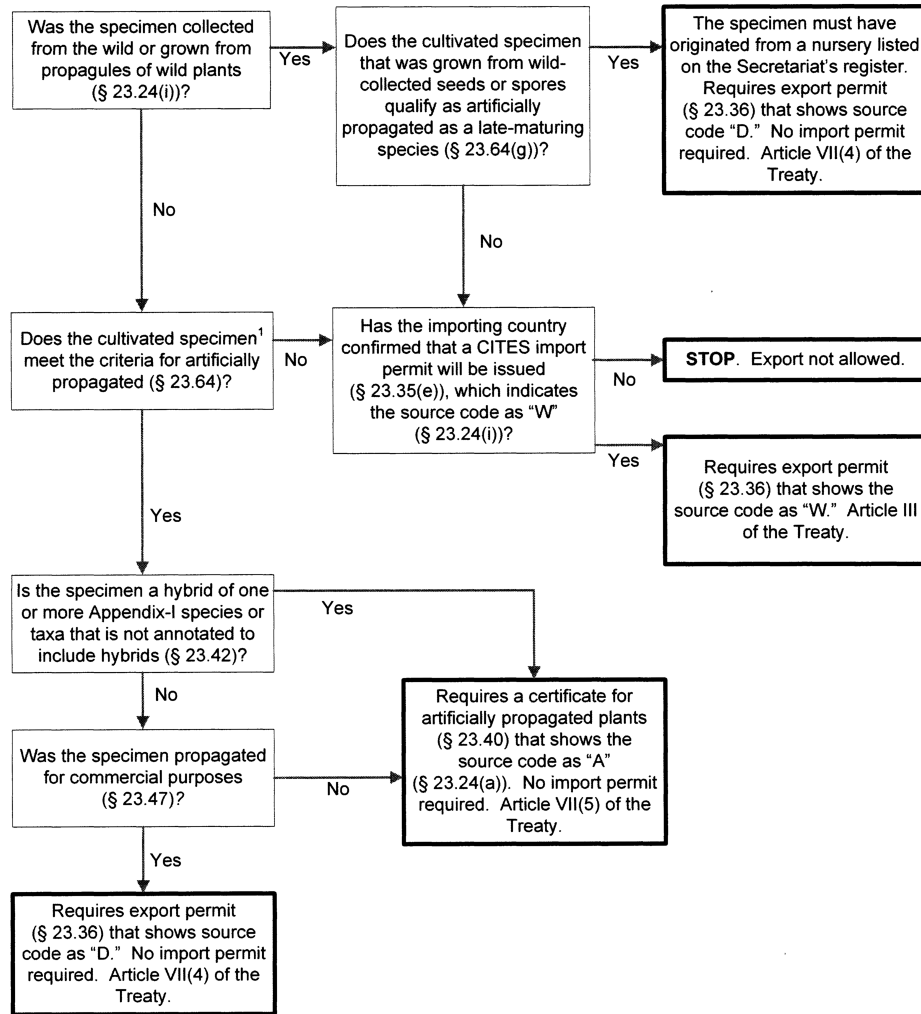 Was the specimen collected
from the wild or grown from
propagules of wild plants
(§ 23.24(i))?
Yes
Does the cultivated specimen
that was grown from wild-
collected seeds or spores
qualify as artificially
propagated as a late-maturing
species (§ 23.64(g))?
Yes
The specimen must have
originated from a nursery listed
on the Secretariat's register.
Requires export permit
(§ 23.36) that shows source
code "D." No import permit
required. Article VII(4) of the
Treaty.
No
No
Does the cultivated specimen¹
meet the criteria for artificially
propagated (§ 23.64)?
No
Has the importing country
confirmed that a CITES import
permit will be issued
(§ 23.35(e)), which indicates
the source code as "W"
(§ 23.24(i))?
No
STOP. Export not allowed.
Yes
Requires export permit
(§ 23.36) that shows the
source code as "W." Article III
of the Treaty.
Yes
Is the specimen a hybrid of one
or more Appendix-I species or
taxa that is not annotated to
include hybrids (§ 23.42)?
Yes
No
Requires a certificate for
artificially propagated plants
(§ 23.40) that shows the
source code as "A"
(§ 23.24(a)). No import permit
required. Article VII(5) of the
Treaty.
Was the specimen propagated
for commercial purposes
(§ 23.47)?
No
Yes
Requires export permit
(§ 23.36) that shows source
code as "D." No import permit
required. Article VII(4) of the
Treaty.